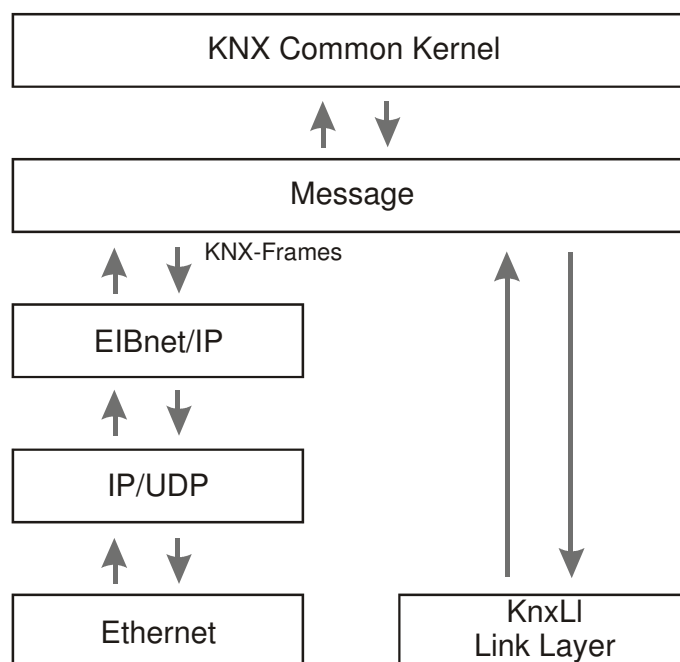 KNX Common Kernel
Message
KNX-Frames
EIBnet/IP
IP/UDP
Ethernet
KnxLl
Link Layer